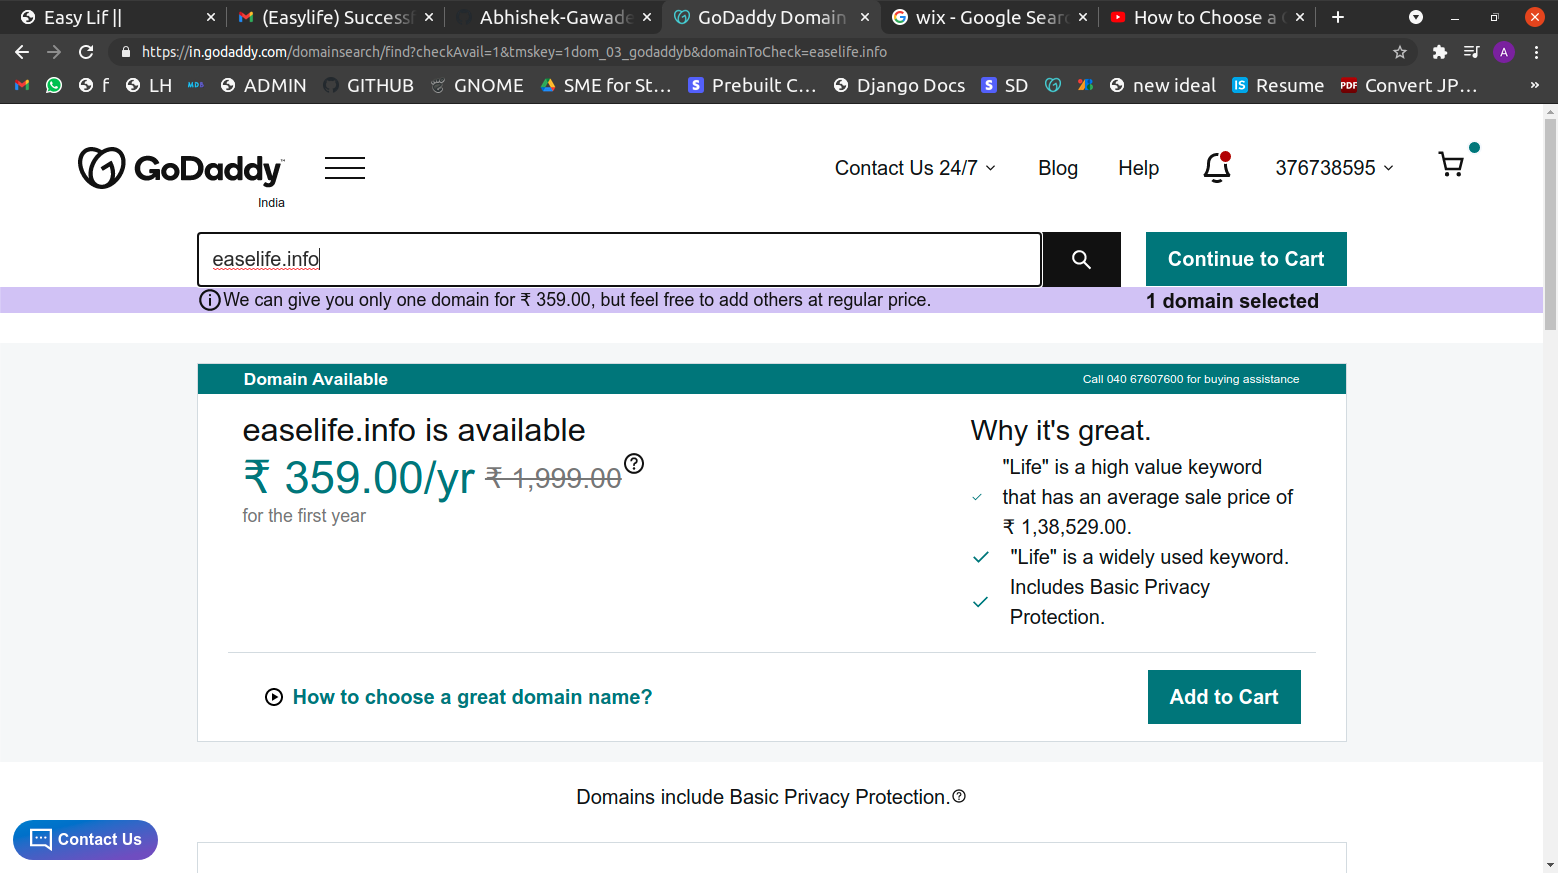 Easy Lif ||
(Easylife) Successf
Abhishek-Gawade
GoDaddy Domain
wix - Google Sear
How to Choose a
https://in.godaddy.com/domainsearch/find?checkAvail=1&tmskey=1dom_03_godaddyb&domainToCheck=easelife.info
A
f
LH
MDB
ADMIN
GITHUB
GNOME
SME for St...
S
Prebuilt C...
Django Docs
S
SD
new ideal
IS
Resume
PDF
Convert JP...
»
GoDaddy
India
Contact Us 24/7
Blog
Help
376738595
easelife.info
Continue to Cart
We can give you only one domain for ₹ 359.00, but feel free to add others at regular price.
1 domain selected
Domain Available
Call 040 67607600 for buying assistance
easelife.info is available
₹ 359.00/yr ₹ 1,999.00
for the first year
Why it's great.
"Life" is a high value keyword
that has an average sale price of
₹ 1,38,529.00.
"Life" is a widely used keyword.
Includes Basic Privacy
Protection.
How to choose a great domain name?
Add to Cart
Domains include Basic Privacy Protection.
Contact Us